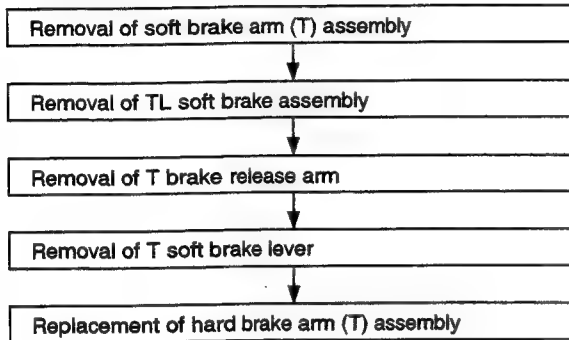 Removal of soft brake arm (T) assembly
Removal of TL soft brake assembly
Removal of T brake release arm
Removal of T soft brake lever
Replacement of hard brake arm (T) assembly